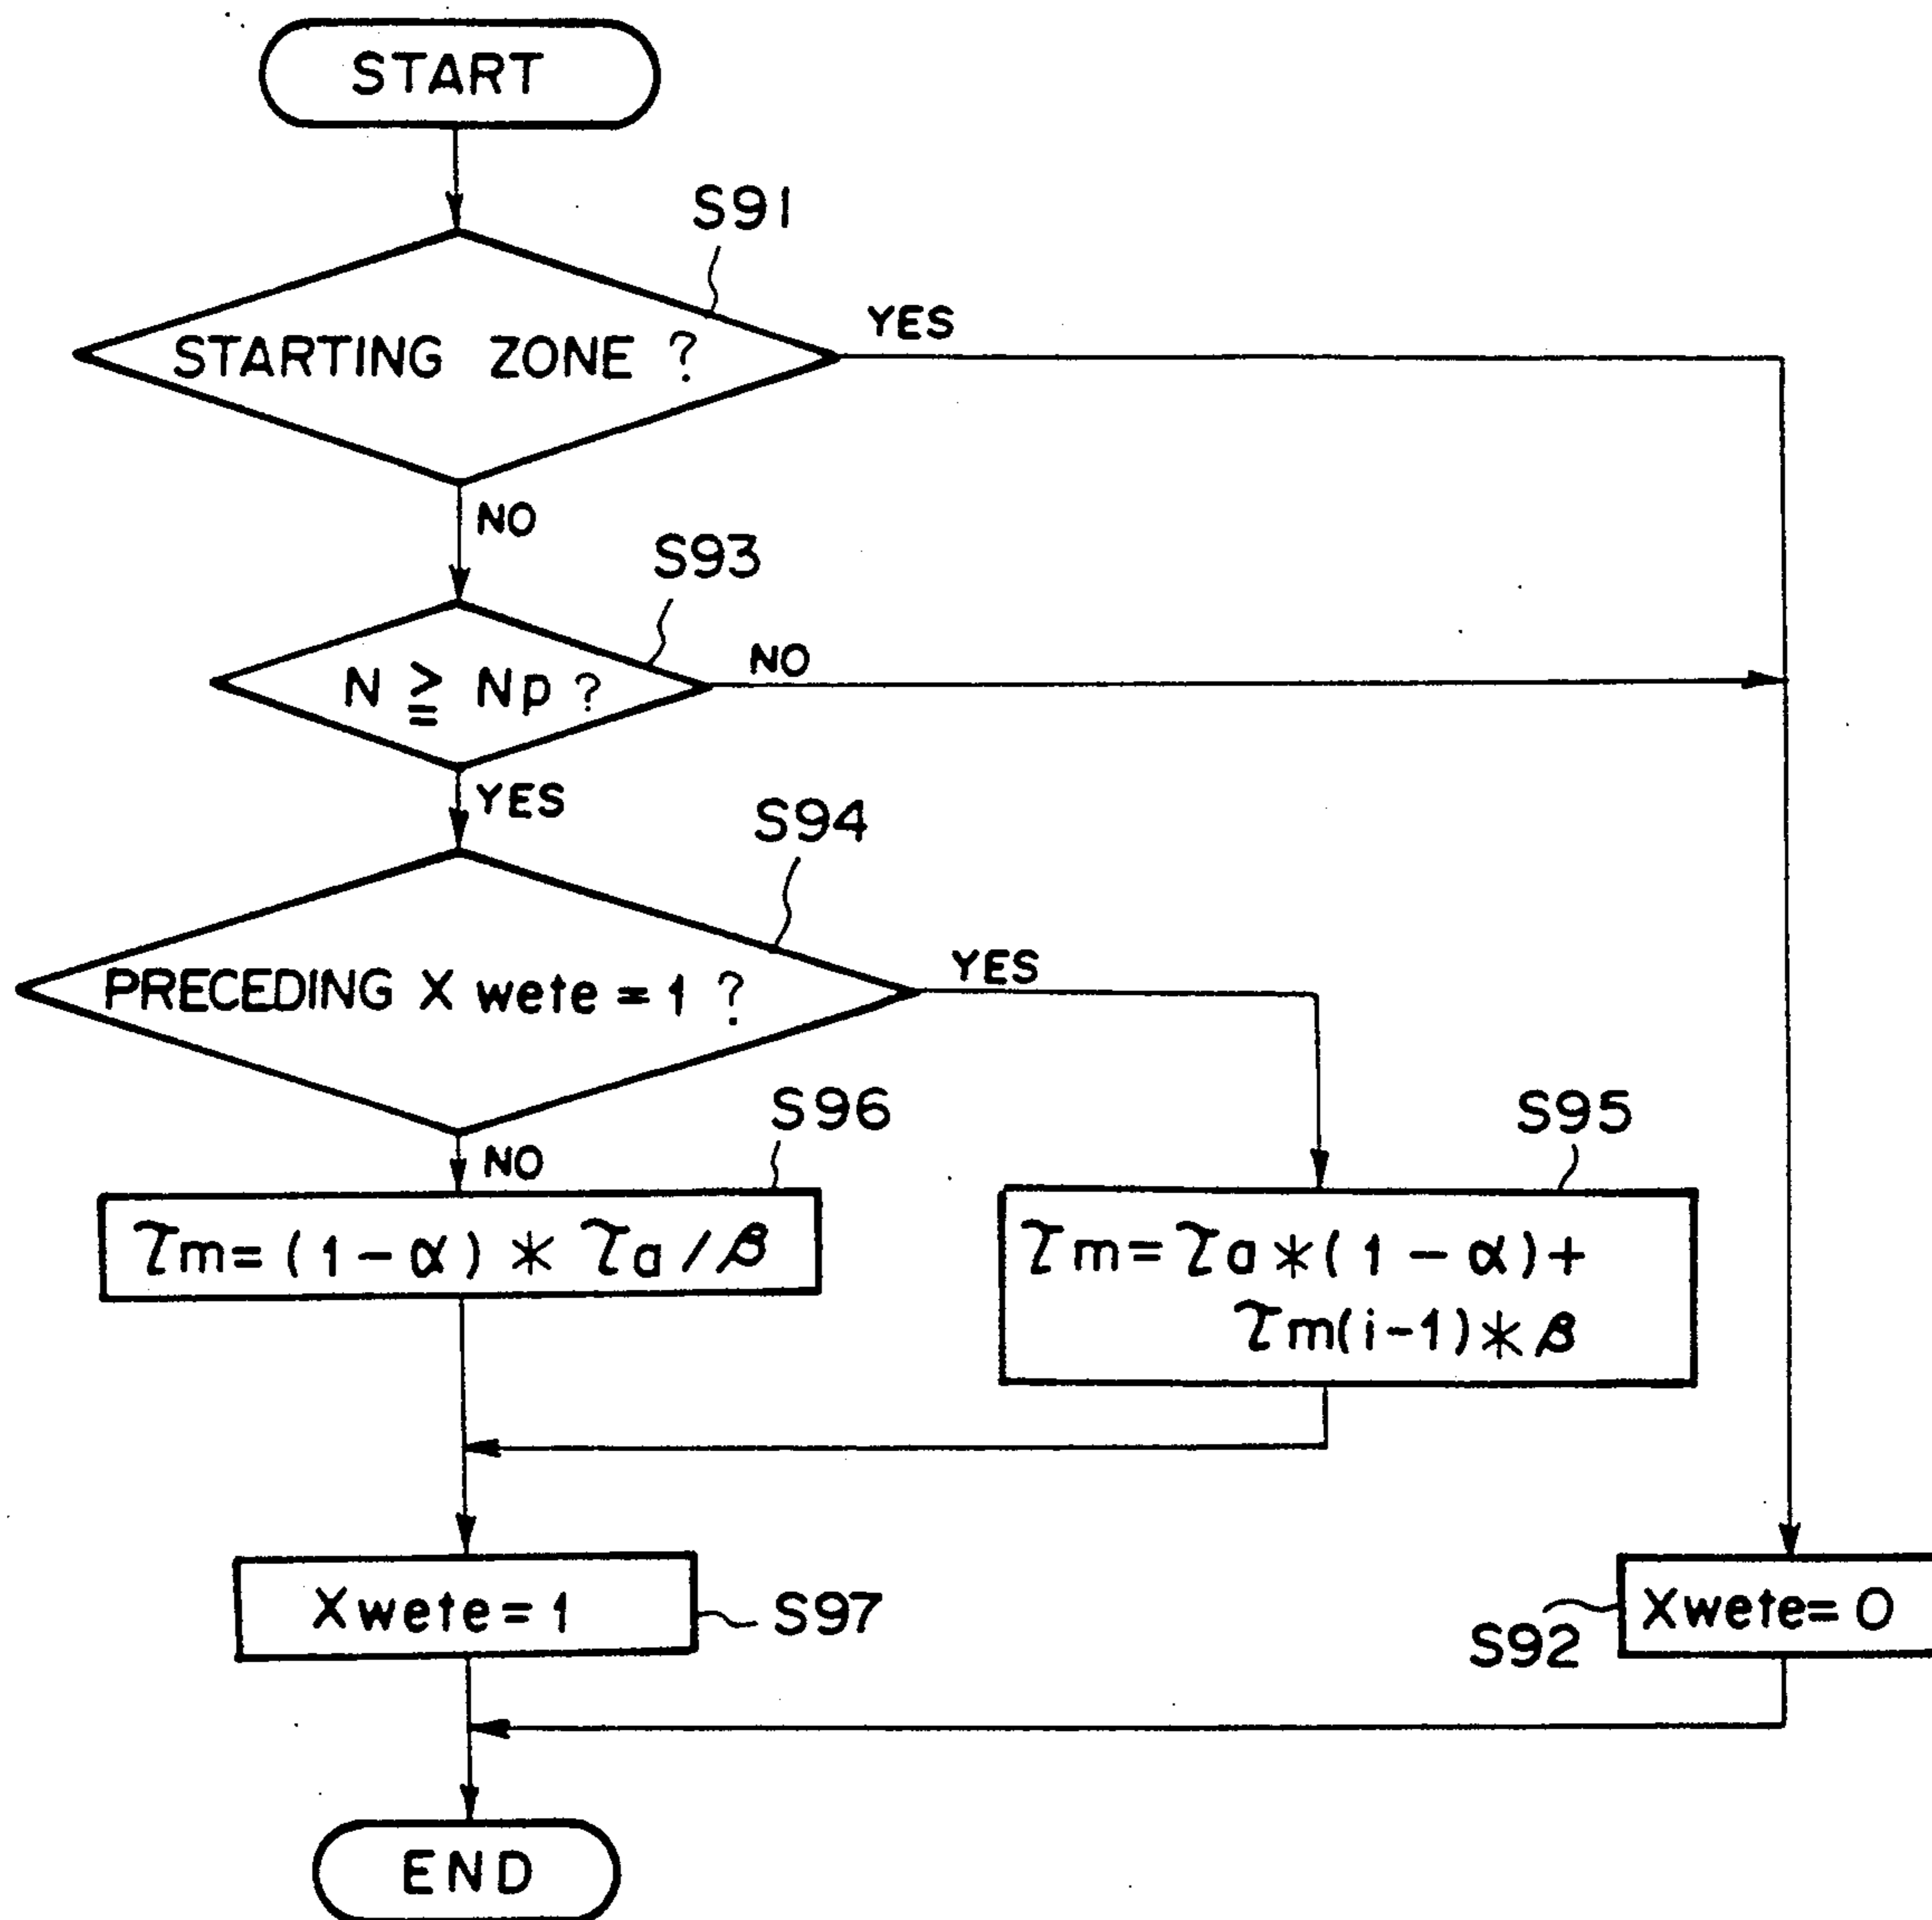 START
S91
STARTING ZONE ?
YES
NO
S93
N ≧ Np ?
NO
YES
S94
PRECEDING X wete = 1 ?
YES
NO
S96
τm = (1 - α) * τa / β
S95
τm = τa * (1 - α) +
τm(i-1) * β
Xwete = 1
S97
S92
Xwete = 0
END